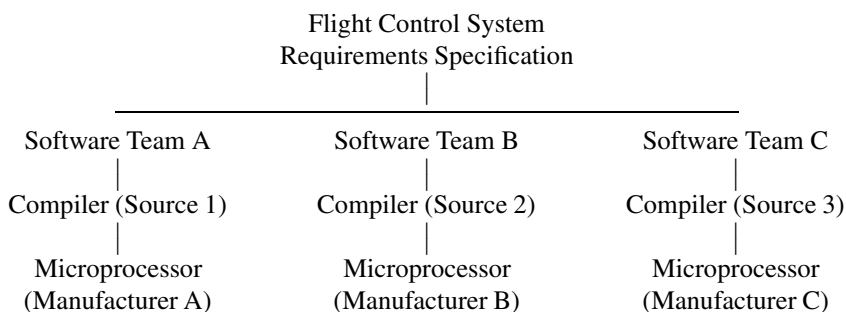 Flight Control System
Requirements Specification
Software Team A Software Team B Software Team C
Compiler (Source 1) Compiler (Source 2) Compiler (Source 3)
Microprocessor Microprocessor Microprocessor
(Manufacturer A) (Manufacturer B) (Manufacturer C)